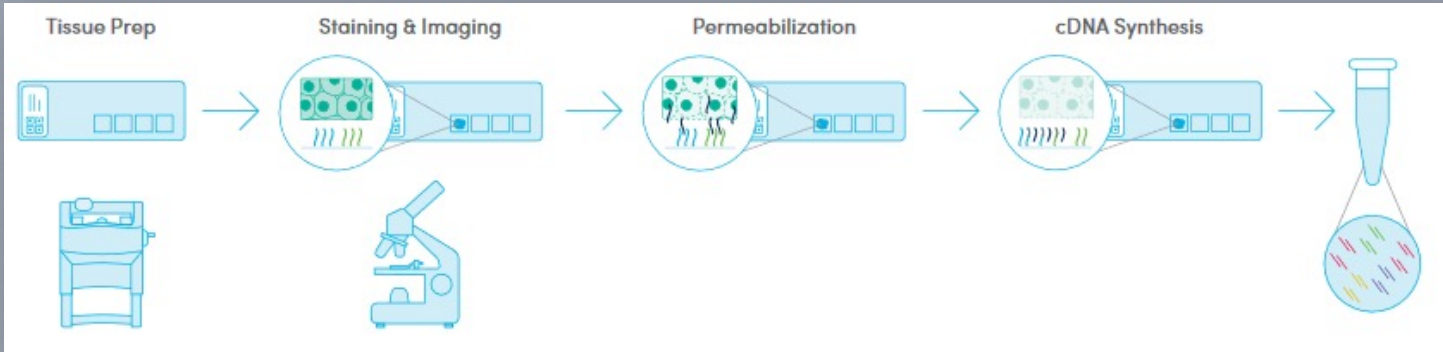 Tissue Prep
Staining & Imaging
Permeabilization
cDNA Synthesis